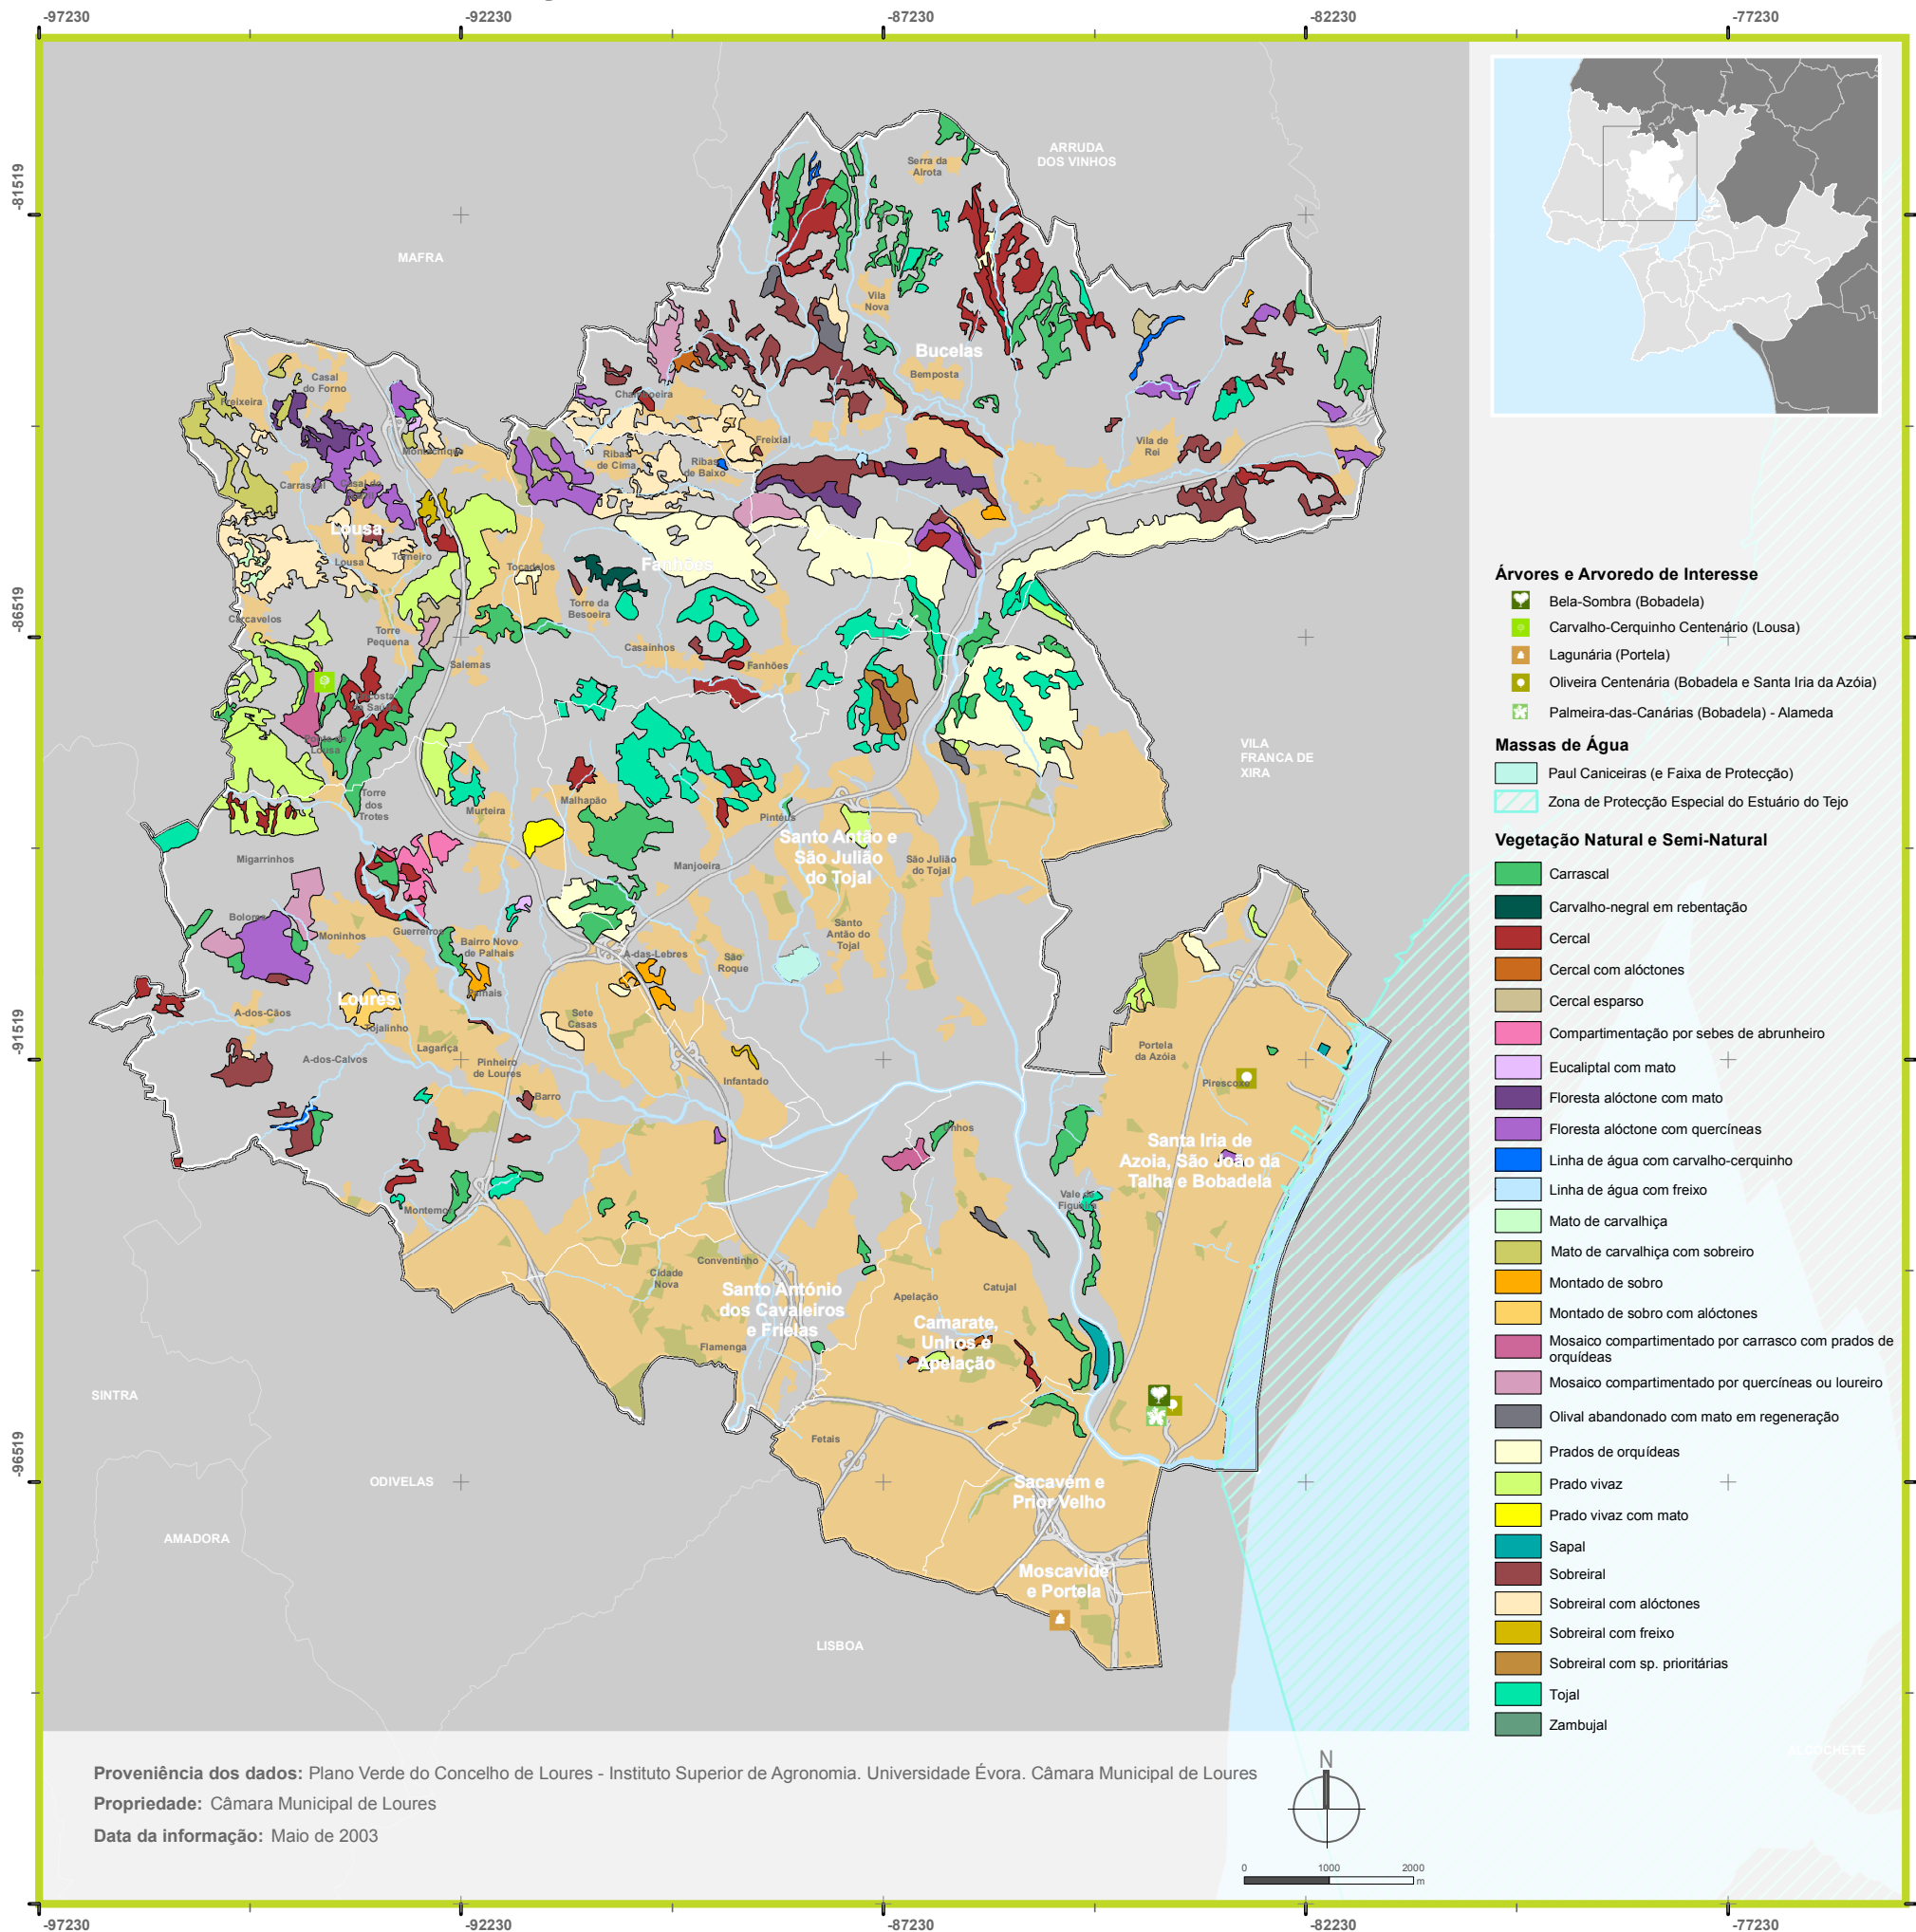 -97230
-92230
-87230
-82230
-77230
-81519
-86519
-91519
-96519
ARRUDA
DOS VINHOS
MAFRA
Serra da
Alrota
Vila
Nova
Bucelas
Bemposta
Casal
do Forno
Freixeira
Chamboeira
Montachique
Freixial
Ribas
de Cima
Ribas
de Baixo
Vila de
Rei
Carrascal
Casal do
Lousa
Lousa
Torneiro
Tocadelos
Fanhões
Torre da
Besoeira
Carcavelos
Torre
Pequena
Salemas
Casainhos
Fanhões
Ponte de
Lousa
Torre
dos
Trotes
Murteira
Malhapão
Pintéus
VILA
FRANCA DE
XIRA
Santo Antão e
São Julião
do Tojal
São Julião
do Tojal
Migarrinhos
Manjoeira
Bolores
Moninhos
Guerreiros
Bairro Novo
de Palhais
A-das-Lebres
São
Roque
Santo
Antão do
Tojal
Loures
A-dos-Cãos
Tojalinho
Sete
Casas
A-dos-Calvos
Lagariça
Pinheiro
de Loures
Infantado
Barro
Portela
da Azóia
Pirescoxe
Unhos
Santa Iria de
Azoia, São João da
Talha e Bobadela
Vale de
Figueira
Montemor
Conventinho
Cidade
Nova
Santo António
dos Cavaleiros
e Frielas
Flamenga
Apelação
Catujal
Camarate,
Unhos e
Apelação
Fetais
Sacavém e
Prior Velho
Moscavide
e Portela
SINTRA
ODIVELAS
AMADORA
LISBOA
ALCOCHETE
Árvores e Arvoredo de Interesse
Bela-Sombra (Bobadela)
Carvalho-Cerquinho Centenário (Lousa)
Lagunária (Portela)
Oliveira Centenária (Bobadela e Santa Iria da Azóia)
Palmeira-das-Canárias (Bobadela) - Alameda
Massas de Água
Paul Caniceiras (e Faixa de Protecção)
Zona de Protecção Especial do Estuário do Tejo
Vegetação Natural e Semi-Natural
Carrascal
Carvalho-negral em rebentação
Cercal
Cercal com alóctones
Cercal esparso
Compartimentação por sebes de abrunheiro
Eucaliptal com mato
Floresta alóctone com mato
Floresta alóctone com quercíneas
Linha de água com carvalho-cerquinho
Linha de água com freixo
Mato de carvalhiça
Mato de carvalhiça com sobreiro
Montado de sobro
Montado de sobro com alóctones
Mosaico compartimentado por carrasco com prados de
orquídeas
Mosaico compartimentado por quercíneas ou loureiro
Olival abandonado com mato em regeneração
Prados de orquídeas
Prado vivaz
Prado vivaz com mato
Sapal
Sobreiral
Sobreiral com alóctones
Sobreiral com freixo
Sobreiral com sp. prioritárias
Tojal
Zambujal
Proveniência dos dados: Plano Verde do Concelho de Loures - Instituto Superior de Agronomia. Universidade Évora. Câmara Municipal de Loures
Propriedade: Câmara Municipal de Loures
Data da informação: Maio de 2003
N
0 1000 2000
m
-97230
-92230
-87230
-82230
-77230